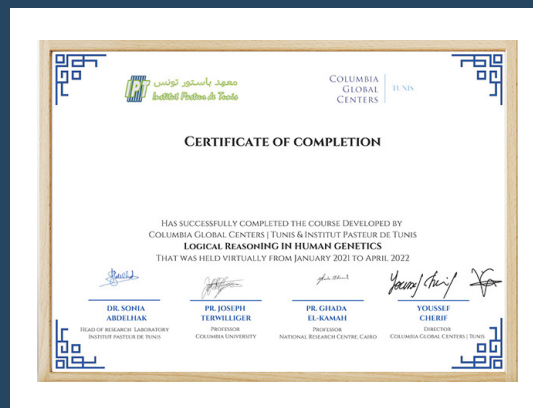 معهد باستور تونس
Institut Pasteur de Tunis
IPT
COLUMBIA
GLOBAL
CENTERS
TUNIS
CERTIFICATE OF COMPLETION
HAS SUCCESSFULLY COMPLETED THE COURSE DEVELOPED BY
COLUMBIA GLOBAL CENTERS | TUNIS & INSTITUT PASTEUR DE TUNIS
LOGICAL REASONING IN HUMAN GENETICS
THAT WAS HELD VIRTUALLY FROM JANUARY 2021 TO APRIL 2022
DR. SONIA
ABDELHAK
HEAD OF RESEARCH LABORATORY
INSTITUT PASTEUR DE TUNIS
PR. JOSEPH
TERWILLIGER
PROFESSOR
COLUMBIA UNIVERSITY
PR. GHADA
EL-KAMAH
PROFESSOR
NATIONAL RESEARCH CENTRE, CAIRO
YOUSSEF
CHERIF
DIRECTOR
COLUMBIA GLOBAL CENTERS | TUNIS